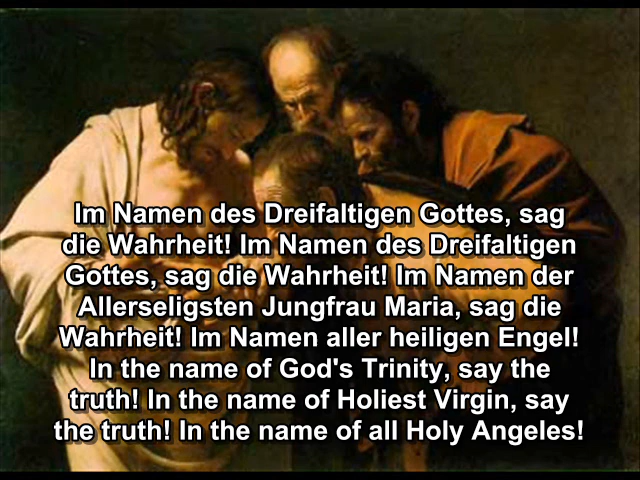 Im Namen des Dreifaltigen Gottes, sag
die Wahrheit! Im Namen des Dreifaltigen
Gottes, sag die Wahrheit! Im Namen der
Allerseligsten Jungfrau Maria, sag die
Wahrheit! Im Namen aller heiligen Engel!
In the name of God's Trinity, say the
truth! In the name of Holiest Virgin, say
the truth! In the name of all Holy Angeles!